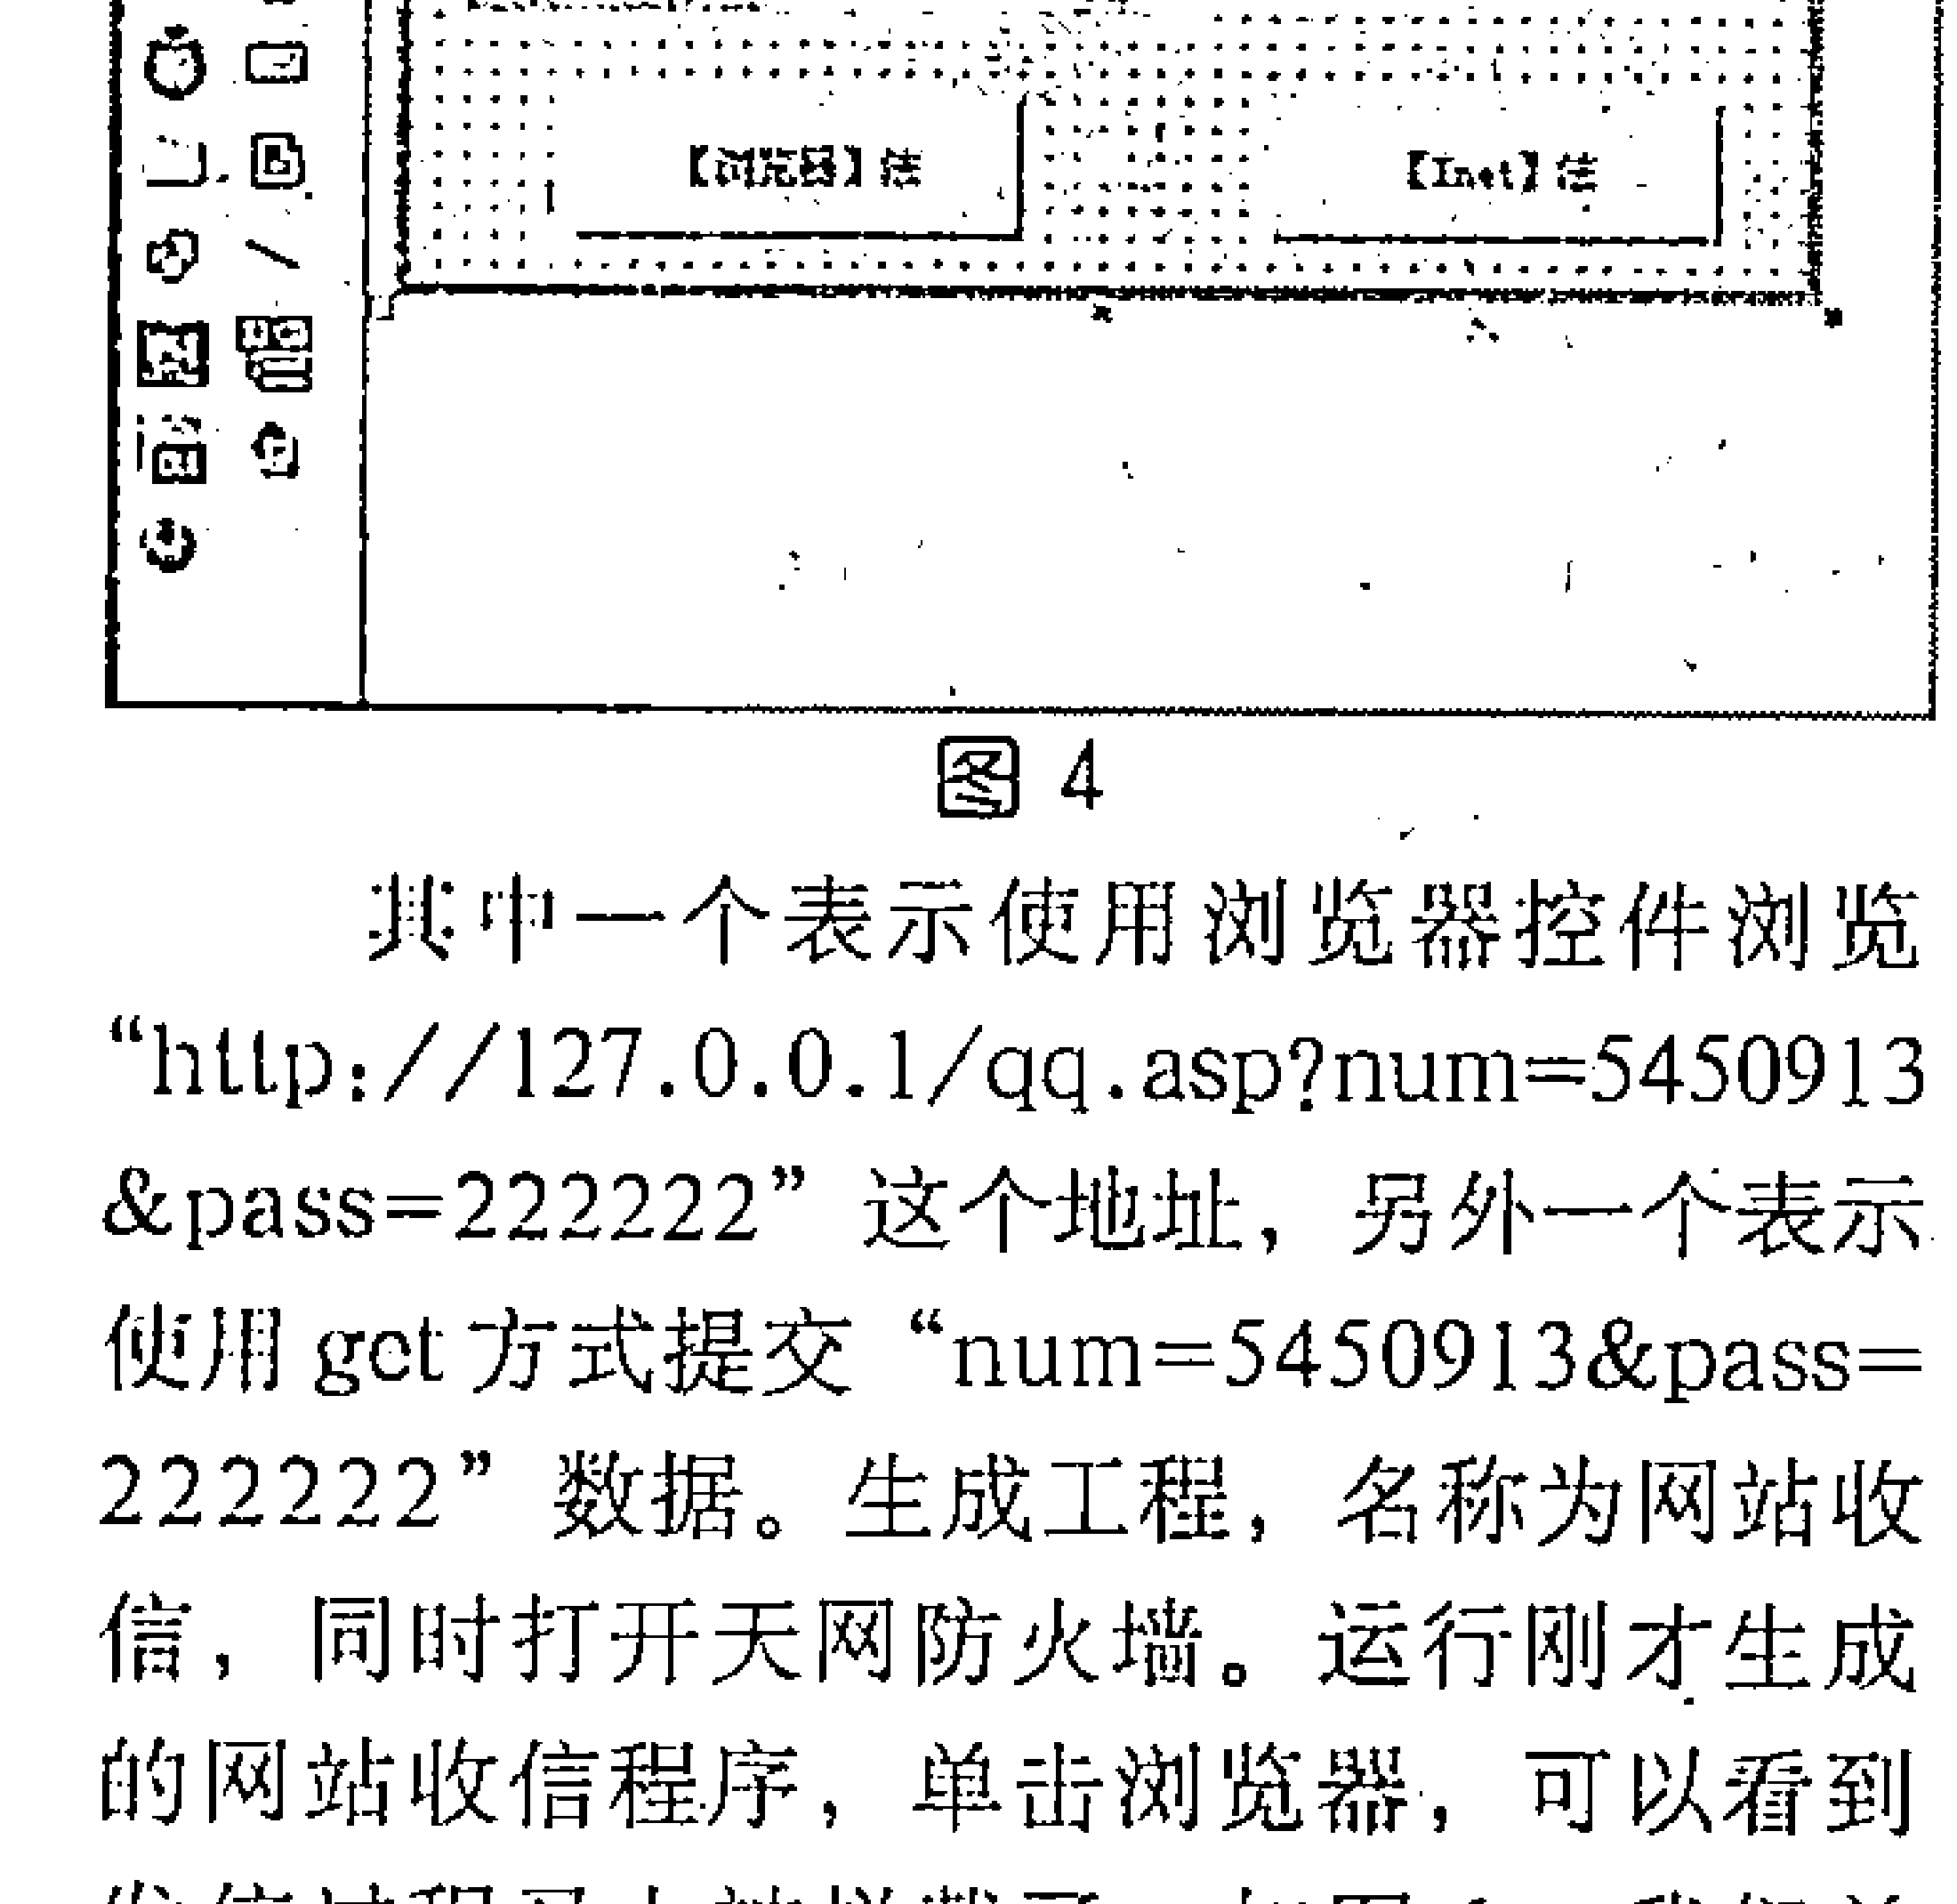 【浏览器】法 【Inet】法
图 4
其中一个表示使用浏览器控件浏览
“http://127.0.0.1/qq.asp?num=5450913
&pass=222222” 这个地址，另外一个表示
使用 get 方式提交 “num=5450913&pass=
222222” 数据。生成工程，名称为网站收
信，同时打开天网防火墙。运行刚才生成
的网站收信程序，单击浏览器，可以看到